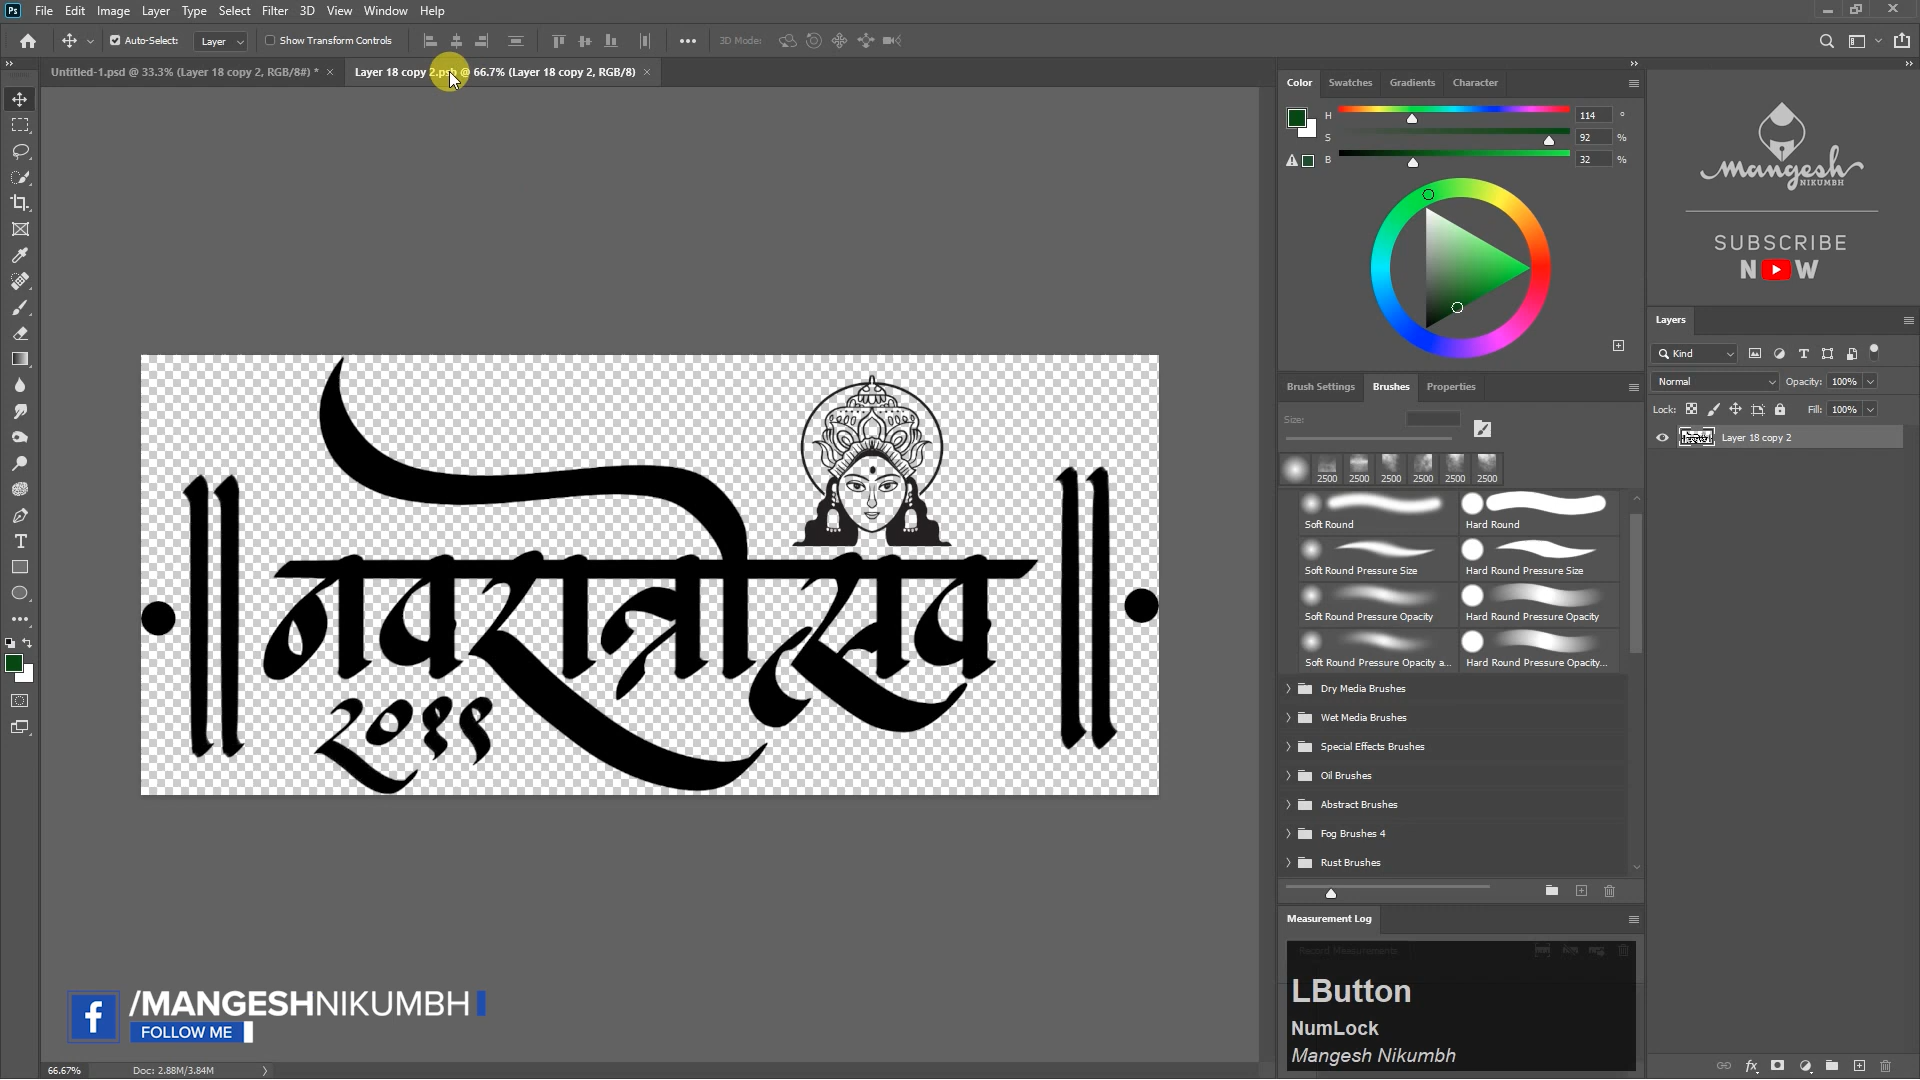 Ps File Edit Image Layer Type Select Filter 3D View Window Help
Auto-Select: Layer Show Transform Controls 3D Mode:
Untitled-1.psd @ 33.3% (Layer 18 copy 2, RGB/8#) * × Layer 18 copy 2.psb @ 66.7% (Layer 18 copy 2, RGB/8) ×
नवरात्रोत्सव
२०१९
/MANGESHNIKUMBH
FOLLOW ME
66.67% Doc: 2.88M/3.84M
Color Swatches Gradients Character
H 114 °
S 92 %
B 32 %
Brush Settings Brushes Properties
Size:
2500 2500 2500 2500 2500 2500
Soft Round Hard Round
Soft Round Pressure Size Hard Round Pressure Size
Soft Round Pressure Opacity Hard Round Pressure Opacity
Soft Round Pressure Opacity a... Hard Round Pressure Opacity...
Dry Media Brushes
Wet Media Brushes
Special Effects Brushes
Oil Brushes
Abstract Brushes
Fog Brushes 4
Rust Brushes
Measurement Log
Record Measurements
LButton
NumLock
Mangesh Nikumbh
Mangesh
NIKUMBH
SUBSCRIBE
NOW
Layers
Kind
Normal Opacity: 100%
Lock: Fill: 100%
Layer 18 copy 2
fx